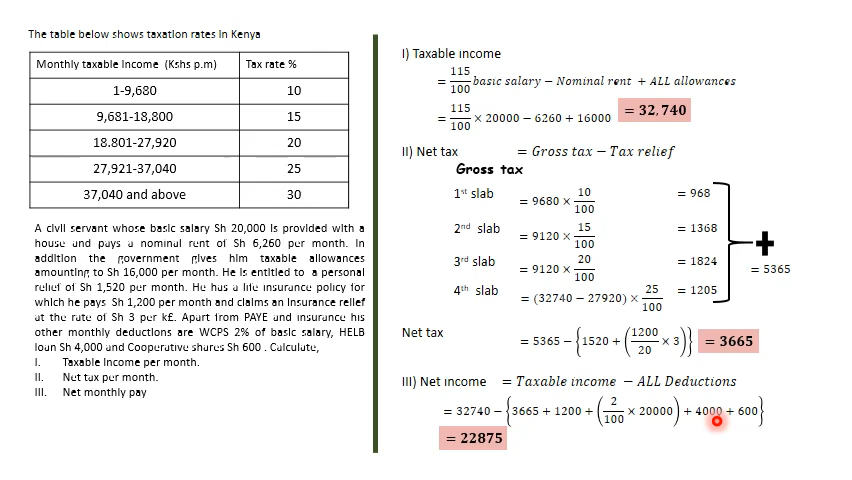 The table below shows taxation rates in Kenya
Monthly taxable Income (Kshs p.m) Tax rate %
1-9,680 10
9,681-18,800 15
18.801-27,920 20
27,921-37,040 25
37,040 and above 30
A civil servant whose basic salary Sh 20,000 is provided with a
house and pays a nominal rent of Sh 6,260 per month. In
addition the government gives him taxable allowances
amounting to Sh 16,000 per month. He is entitled to a personal
relief of Sh 1,520 per month. He has a life insurance policy for
which he pays Sh 1,200 per month and claims an insurance relief
at the rate of Sh 3 per k£. Apart from PAYE and insurance his
other monthly deductions are WCPS 2% of basic salary, HELB
loan Sh 4,000 and Cooperative shares Sh 600 . Calculate,
I. Taxable Income per month.
II. Net tax per month.
III. Net monthly pay
I) Taxable income
= 115/100 basic salary − Nominal rent + ALL allowances
= 115/100 × 20000 − 6260 + 16000 = 32,740
II) Net tax = Gross tax − Tax relief
Gross tax
1st slab = 9680 × 10/100 = 968
2nd slab = 9120 × 15/100 = 1368
3rd slab = 9120 × 20/100 = 1824
4th slab = (32740 − 27920) × 25/100 = 1205
+
= 5365
Net tax = 5365 − {1520 + (1200/20 × 3)} = 3665
III) Net income = Taxable income − ALL Deductions
= 32740 − {3665 + 1200 + (2/100 × 20000) + 4000 + 600}
= 22875